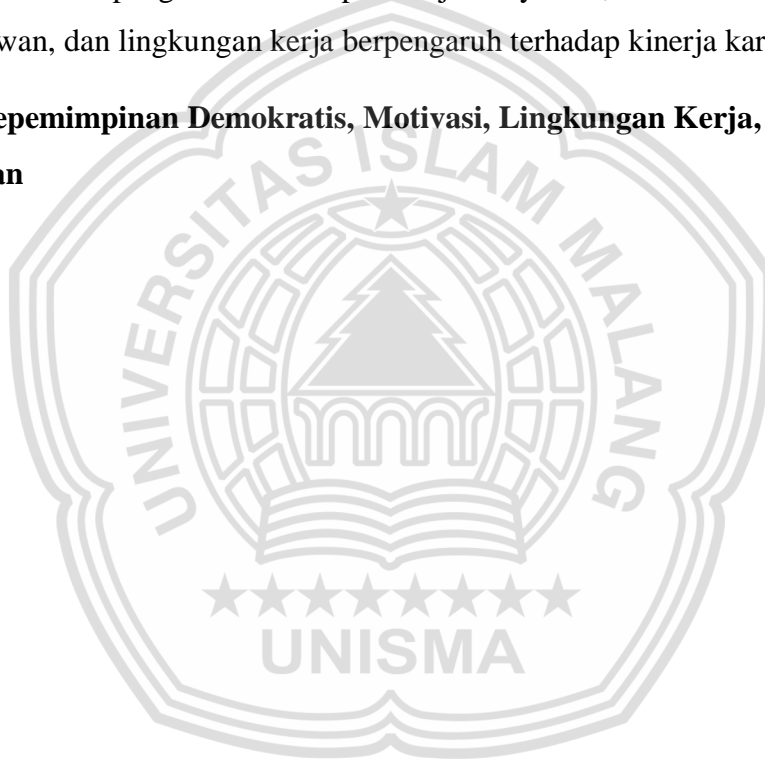 wan, dan lingkungan kerja berpengaruh terhadap kinerja kar
epemimpinan Demokratis, Motivasi, Lingkungan Kerja,
an
UNIVERSITAS ISLAM MALANG
UNISMA